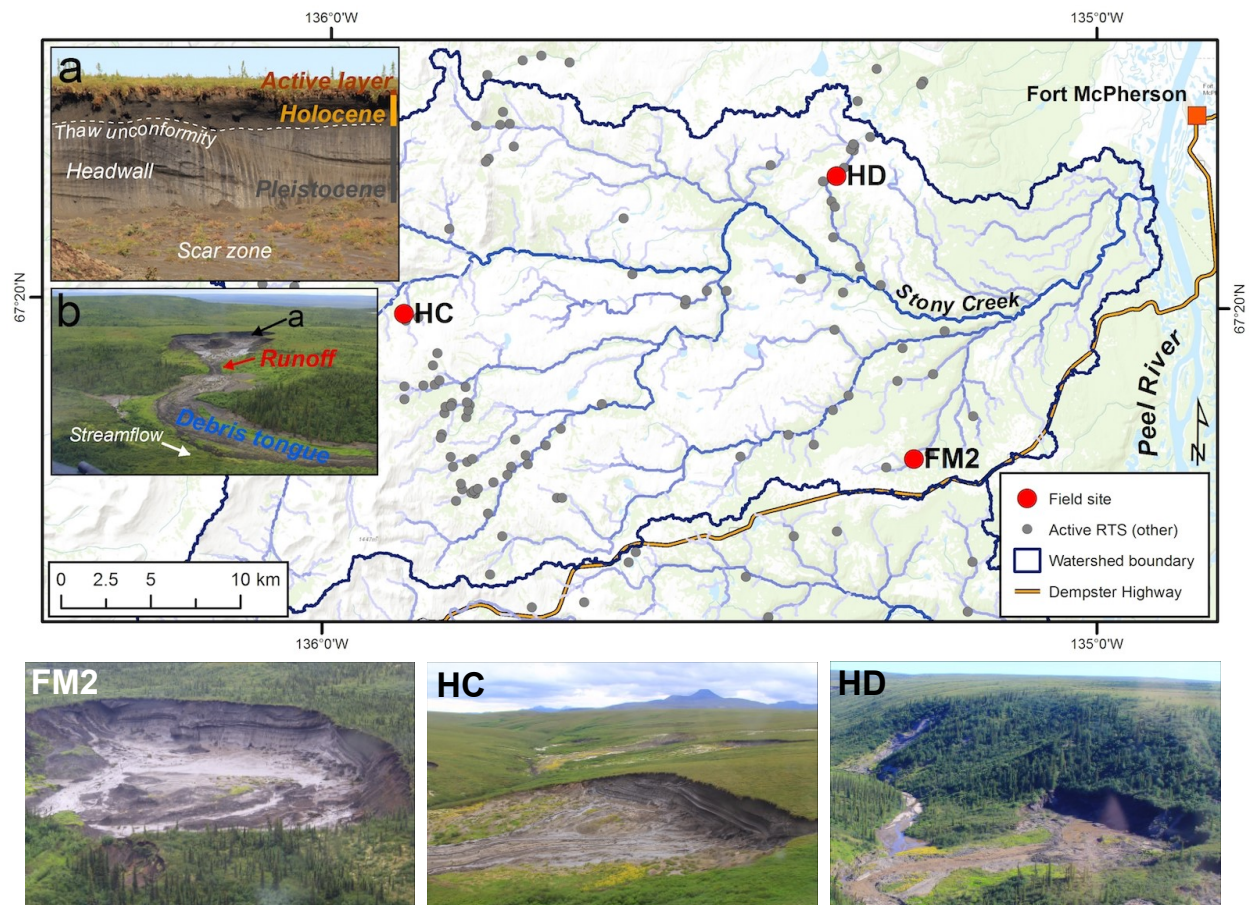 136°0'W
135°0'W
a
Active layer
Holocene
Thaw unconformity
Headwall
Pleistocene
Scar zone
Fort McPherson
HD
67°20'N
b
a
Runoff
Debris tongue
Streamflow
HC
Stony Creek
67°20'N
Peel River
N
FM2
Field site
Active RTS (other)
Watershed boundary
Dempster Highway
0 2.5 5 10 km
136°0'W
135°0'W
FM2
HC
HD